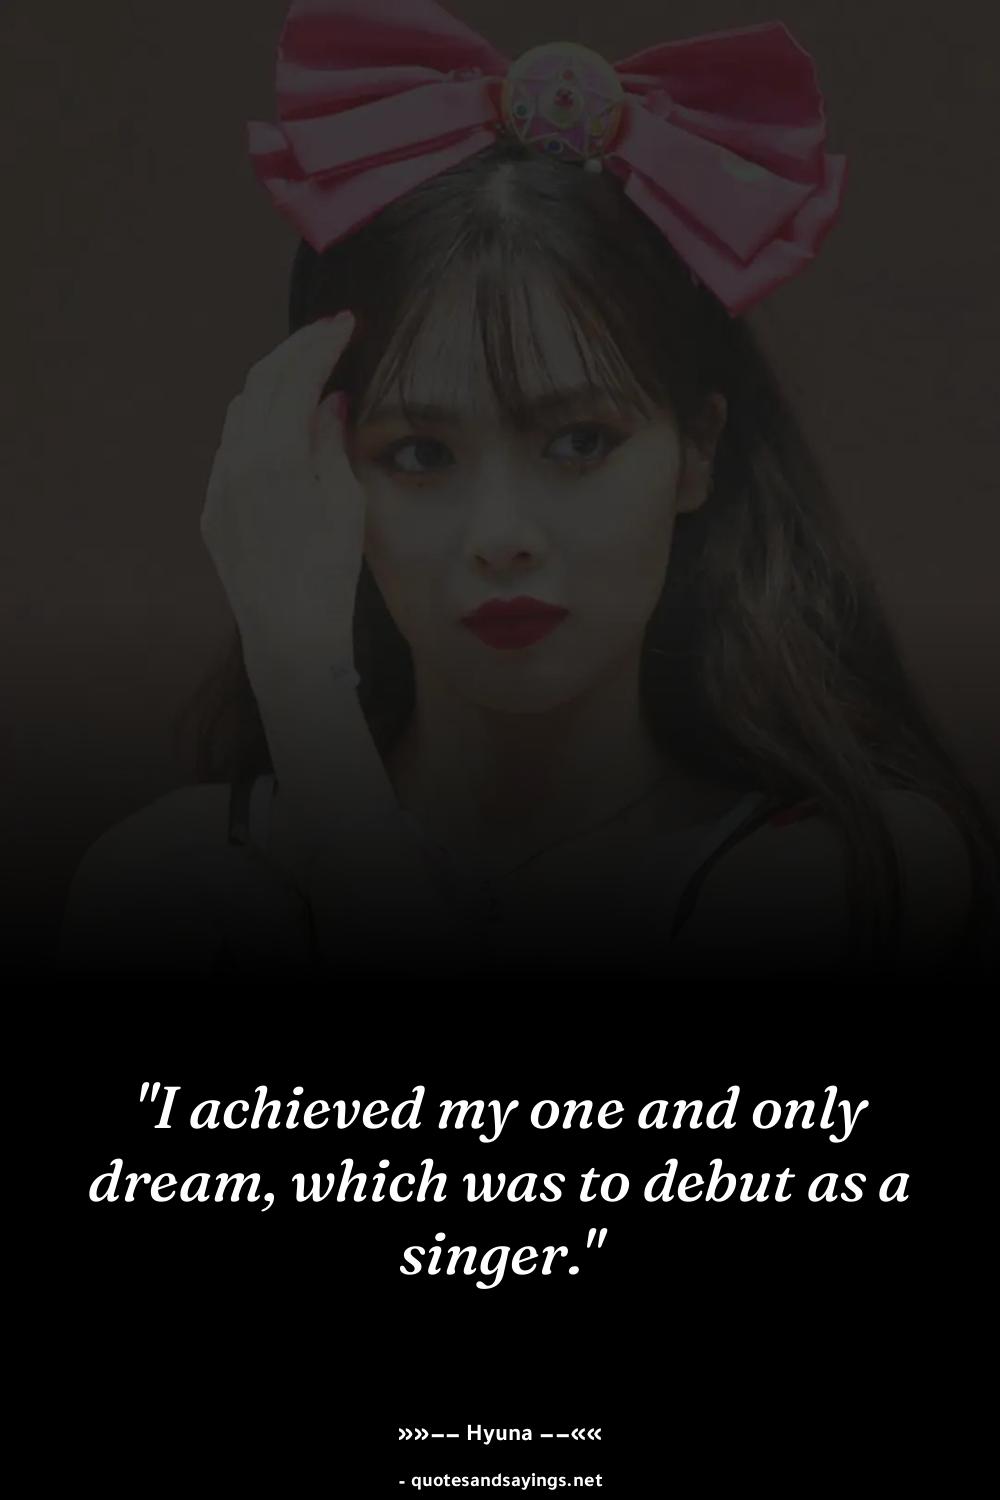 "I achieved my one and only
dream, which was to debut as a
singer."
»»−− Hyuna −−««
- quotesandsayings.net